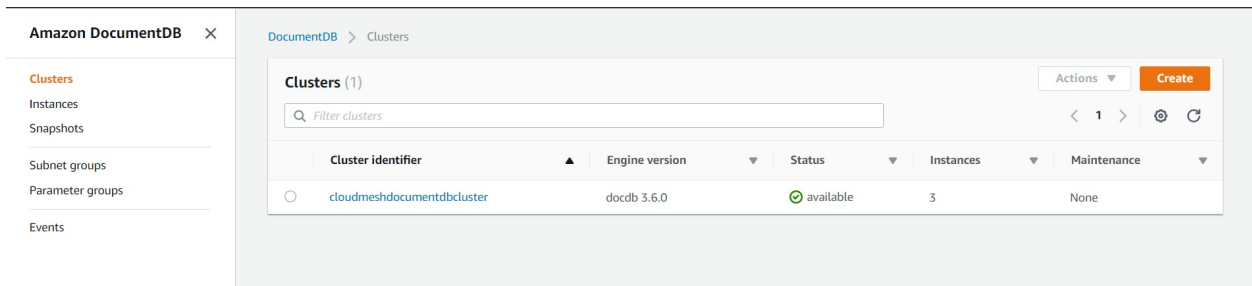 Amazon DocumentDB
Clusters
Instances
Snapshots
Subnet groups
Parameter groups
Events
DocumentDB > Clusters
Clusters (1)
Actions Create
Filter clusters
1
Cluster identifier Engine version Status Instances Maintenance
cloudmeshdocumentdbcluster docdb 3.6.0 available 3 None